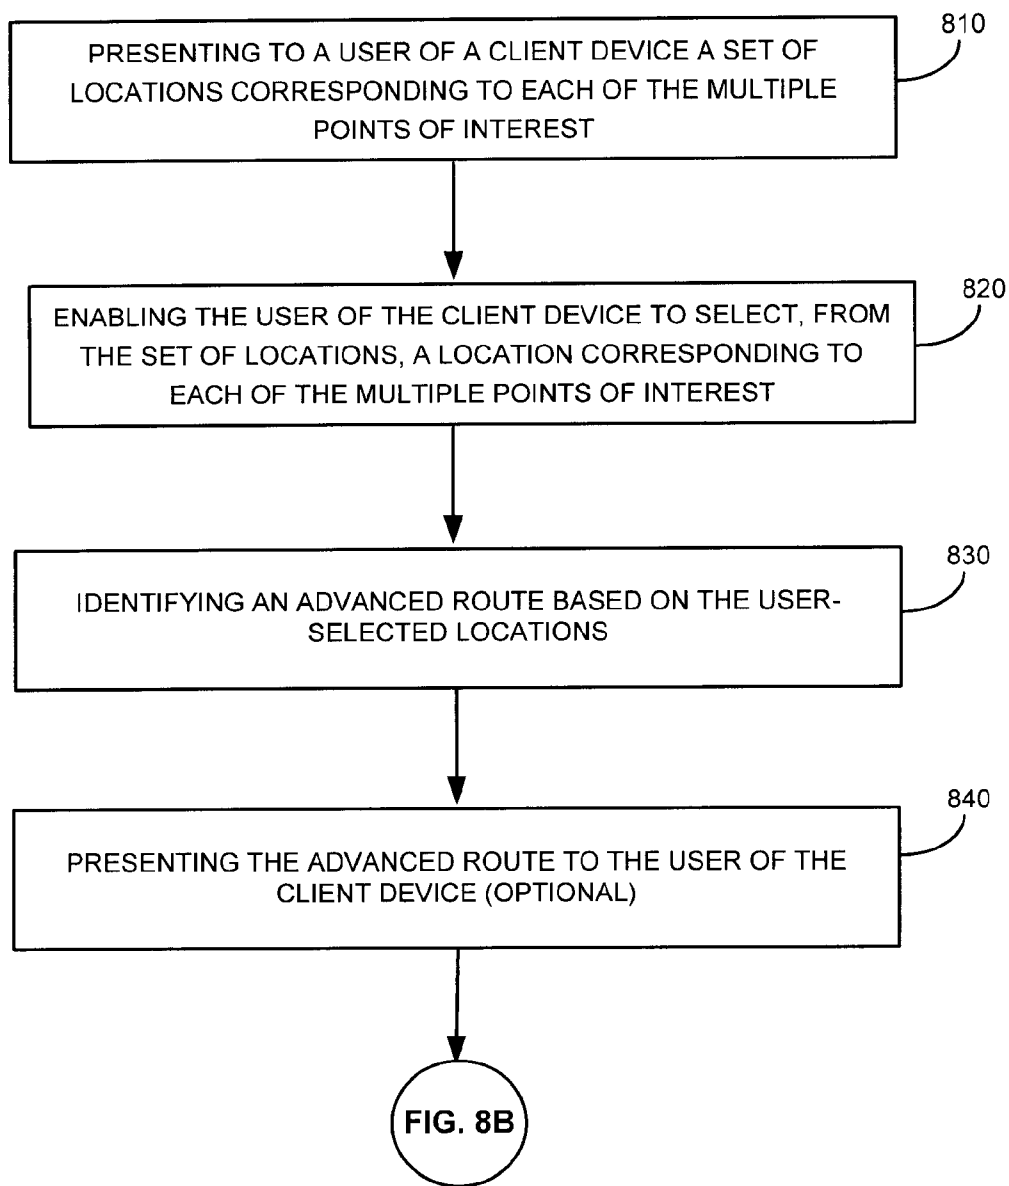 810
PRESENTING TO A USER OF A CLIENT DEVICE A SET OF
LOCATIONS CORRESPONDING TO EACH OF THE MULTIPLE
POINTS OF INTEREST
820
ENABLING THE USER OF THE CLIENT DEVICE TO SELECT, FROM
THE SET OF LOCATIONS, A LOCATION CORRESPONDING TO
EACH OF THE MULTIPLE POINTS OF INTEREST
830
IDENTIFYING AN ADVANCED ROUTE BASED ON THE USER-
SELECTED LOCATIONS
840
PRESENTING THE ADVANCED ROUTE TO THE USER OF THE
CLIENT DEVICE (OPTIONAL)
FIG. 8B